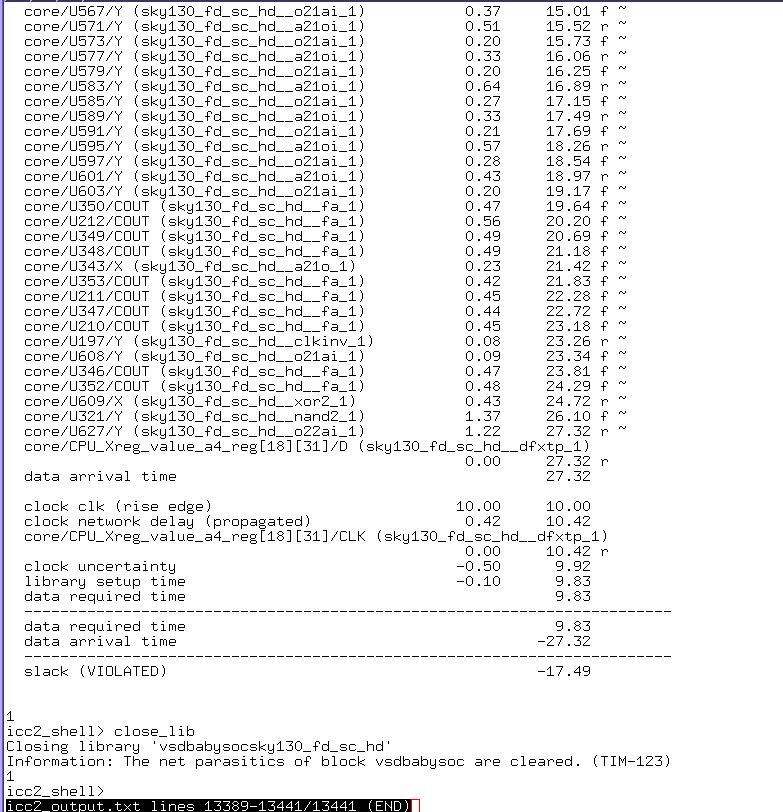 core/U567/Y (sky130_fd_sc_hd__o21ai_1) 0.37 15.01 f ~
core/U571/Y (sky130_fd_sc_hd__a21oi_1) 0.51 15.52 r ~
core/U573/Y (sky130_fd_sc_hd__o21ai_1) 0.20 15.73 f ~
core/U577/Y (sky130_fd_sc_hd__a21oi_1) 0.33 16.06 r ~
core/U579/Y (sky130_fd_sc_hd__o21ai_1) 0.20 16.25 f ~
core/U583/Y (sky130_fd_sc_hd__a21oi_1) 0.64 16.89 r ~
core/U585/Y (sky130_fd_sc_hd__o21ai_1) 0.27 17.15 f ~
core/U589/Y (sky130_fd_sc_hd__a21oi_1) 0.33 17.49 r ~
core/U591/Y (sky130_fd_sc_hd__o21ai_1) 0.21 17.69 f ~
core/U595/Y (sky130_fd_sc_hd__a21oi_1) 0.57 18.26 r ~
core/U597/Y (sky130_fd_sc_hd__o21ai_1) 0.28 18.54 f ~
core/U601/Y (sky130_fd_sc_hd__a21oi_1) 0.43 18.97 r ~
core/U603/Y (sky130_fd_sc_hd__o21ai_1) 0.20 19.17 f ~
core/U350/COUT (sky130_fd_sc_hd__fa_1) 0.47 19.64 f ~
core/U212/COUT (sky130_fd_sc_hd__fa_1) 0.56 20.20 f ~
core/U349/COUT (sky130_fd_sc_hd__fa_1) 0.49 20.69 f ~
core/U348/COUT (sky130_fd_sc_hd__fa_1) 0.49 21.18 f ~
core/U343/X (sky130_fd_sc_hd__a21o_1) 0.23 21.42 f ~
core/U353/COUT (sky130_fd_sc_hd__fa_1) 0.42 21.83 f ~
core/U211/COUT (sky130_fd_sc_hd__fa_1) 0.45 22.28 f ~
core/U347/COUT (sky130_fd_sc_hd__fa_1) 0.44 22.72 f ~
core/U210/COUT (sky130_fd_sc_hd__fa_1) 0.45 23.18 f ~
core/U197/Y (sky130_fd_sc_hd__clkinv_1) 0.08 23.26 r ~
core/U608/Y (sky130_fd_sc_hd__o21ai_1) 0.09 23.34 f ~
core/U346/COUT (sky130_fd_sc_hd__fa_1) 0.47 23.81 f ~
core/U352/COUT (sky130_fd_sc_hd__fa_1) 0.48 24.29 f ~
core/U609/X (sky130_fd_sc_hd__xor2_1) 0.43 24.72 r ~
core/U321/Y (sky130_fd_sc_hd__nand2_1) 1.37 26.10 f ~
core/U627/Y (sky130_fd_sc_hd__o22ai_1) 1.22 27.32 r ~
core/CPU_Xreg_value_a4_reg[18][31]/D (sky130_fd_sc_hd__dfxtp_1)
0.00 27.32 r
data arrival time 27.32
clock clk (rise edge) 10.00 10.00
clock network delay (propagated) 0.42 10.42
core/CPU_Xreg_value_a4_reg[18][31]/CLK (sky130_fd_sc_hd__dfxtp_1)
0.00 10.42 r
clock uncertainty -0.50 9.92
library setup time -0.10 9.83
data required time 9.83
------------------------------------------------------------------------
data required time 9.83
data arrival time -27.32
------------------------------------------------------------------------
slack (VIOLATED) -17.49
1
icc2_shell> close_lib
Closing library 'vsdbabysocsky130_fd_sc_hd'
Information: The net parasitics of block vsdbabysoc are cleared. (TIM-123)
1
icc2_shell>
icc2_output.txt lines 13389-13441/13441 (END)